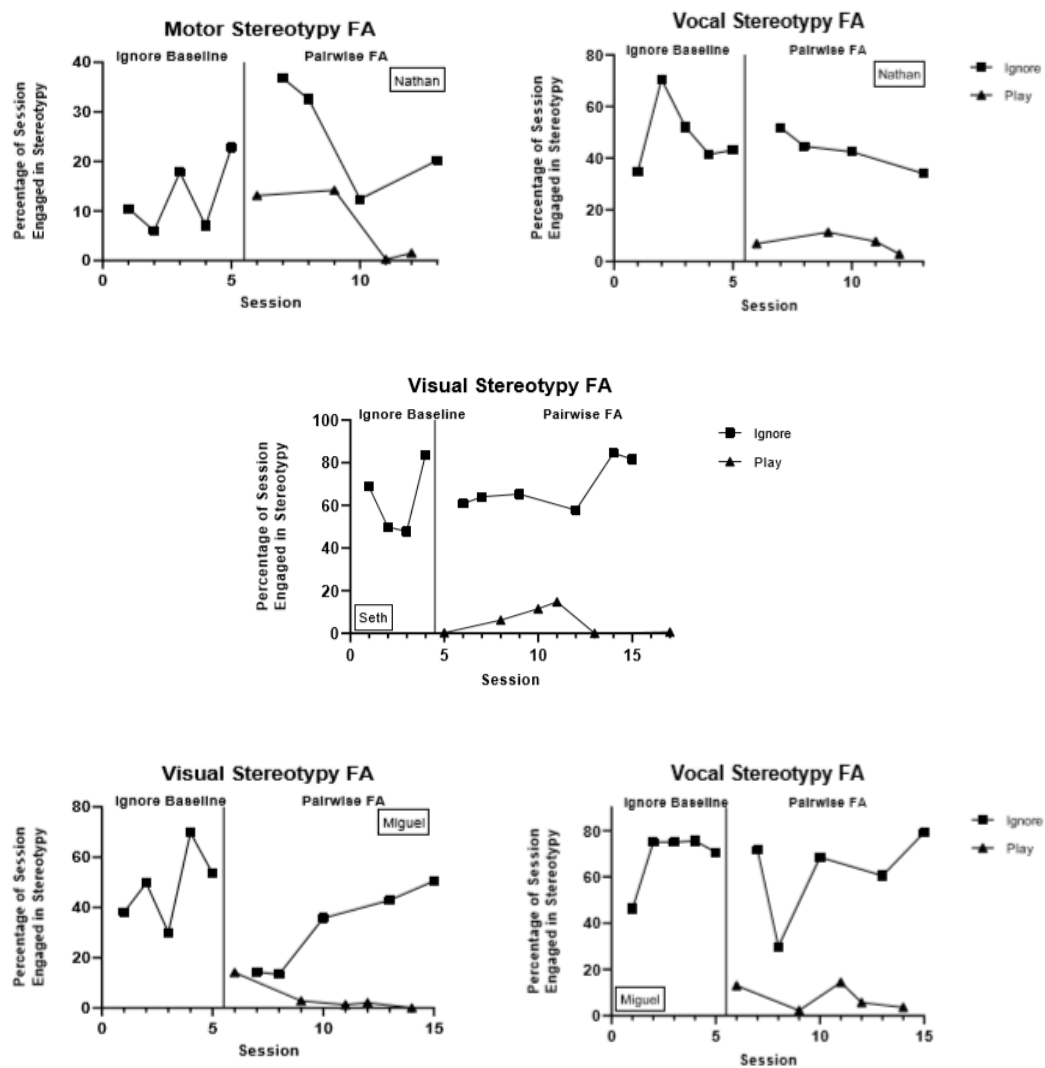 Motor Stereotypy FA
Ignore Baseline Pairwise FA
Nathan
Percentage of Session
Engaged in Stereotypy
40
30
20
10
0
0 5 10
Session
Vocal Stereotypy FA
Ignore Baseline Pairwise FA
Nathan
Percentage of Session
Engaged in Stereotypy
80
60
40
20
0
0 5 10
Session
Ignore
Play
Visual Stereotypy FA
Ignore Baseline Pairwise FA
Percentage of Session
Engaged in Stereotypy
100
80
60
40
20
0
Seth
0 5 10 15
Session
Ignore
Play
Visual Stereotypy FA
Ignore Baseline Pairwise FA
Miguel
Percentage of Session
Engaged in Stereotypy
80
60
40
20
0
0 5 10 15
Session
Vocal Stereotypy FA
Ignore Baseline Pairwise FA
Percentage of Session
Engaged in Stereotypy
80
60
40
20
0
Miguel
0 5 10 15
Session
Ignore
Play